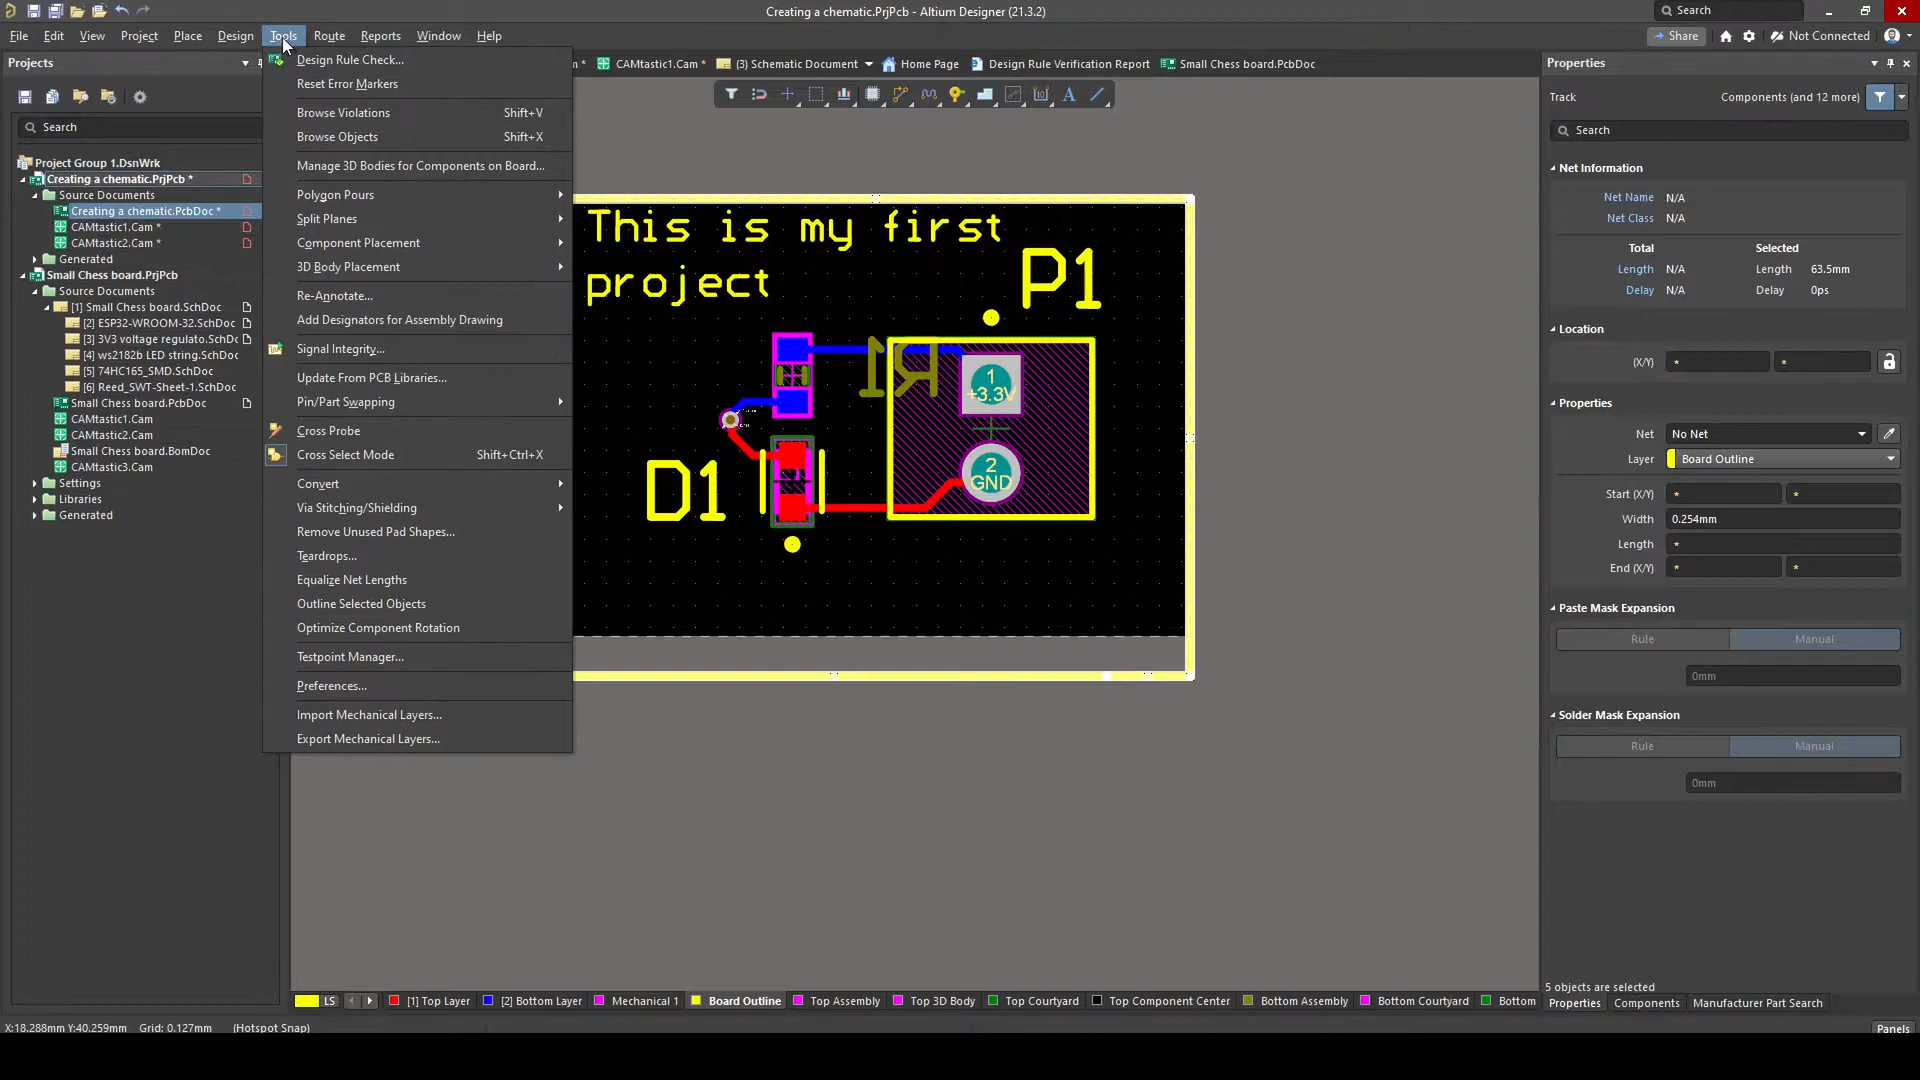 Creating a chematic.PrjPcb - Altium Designer (21.3.2)
Search
File Edit View Project Place Design Tools Route Reports Window Help
Share
Not Connected
Projects
CAMtastic1.Cam *
(3) Schematic Document
Home Page
Design Rule Verification Report
Small Chess board.PcbDoc
Search
Project Group 1.DsnWrk
Creating a chematic.PrjPcb *
Source Documents
Creating a chematic.PcbDoc *
CAMtastic1.Cam *
CAMtastic2.Cam *
Generated
Small Chess board.PrjPcb
Source Documents
[1] Small Chess board.SchDoc
[2] ESP32-WROOM-32.SchDoc
[3] 3V3 voltage regulato.SchDoc
[4] ws2182b LED string.SchDoc
[5] 74HC165_SMD.SchDoc
[6] Reed_SWT-Sheet-1.SchDoc
Small Chess board.PcbDoc
CAMtastic1.Cam
CAMtastic2.Cam
Small Chess board.BomDoc
CAMtastic3.Cam
Settings
Libraries
Generated
Design Rule Check...
Reset Error Markers
Browse Violations Shift+V
Browse Objects Shift+X
Manage 3D Bodies for Components on Board...
Polygon Pours
Split Planes
Component Placement
3D Body Placement
Re-Annotate...
Add Designators for Assembly Drawing
Signal Integrity...
Update From PCB Libraries...
Pin/Part Swapping
Cross Probe
Cross Select Mode Shift+Ctrl+X
Convert
Via Stitching/Shielding
Remove Unused Pad Shapes...
Teardrops...
Equalize Net Lengths
Outline Selected Objects
Optimize Component Rotation
Testpoint Manager...
Preferences...
Import Mechanical Layers...
Export Mechanical Layers...
This is my first
project
P1
R1
1
+3.3V
2
GND
D1
Properties
Track Components (and 12 more)
Search
Net Information
Net Name N/A
Net Class N/A
Total Selected
Length N/A Length 63.5mm
Delay N/A Delay 0ps
Location
(X/Y) * *
Properties
Net No Net
Layer Board Outline
Start (X/Y) * *
Width 0.254mm
Length *
End (X/Y) * *
Paste Mask Expansion
Rule Manual
0mm
Solder Mask Expansion
Rule Manual
0mm
5 objects are selected
LS [1] Top Layer [2] Bottom Layer Mechanical 1 Board Outline Top Assembly Top 3D Body Top Courtyard Top Component Center Bottom Assembly Bottom Courtyard Bottom
Properties Components Manufacturer Part Search
X:18.288mm Y:40.259mm Grid: 0.127mm (Hotspot Snap)
Panels